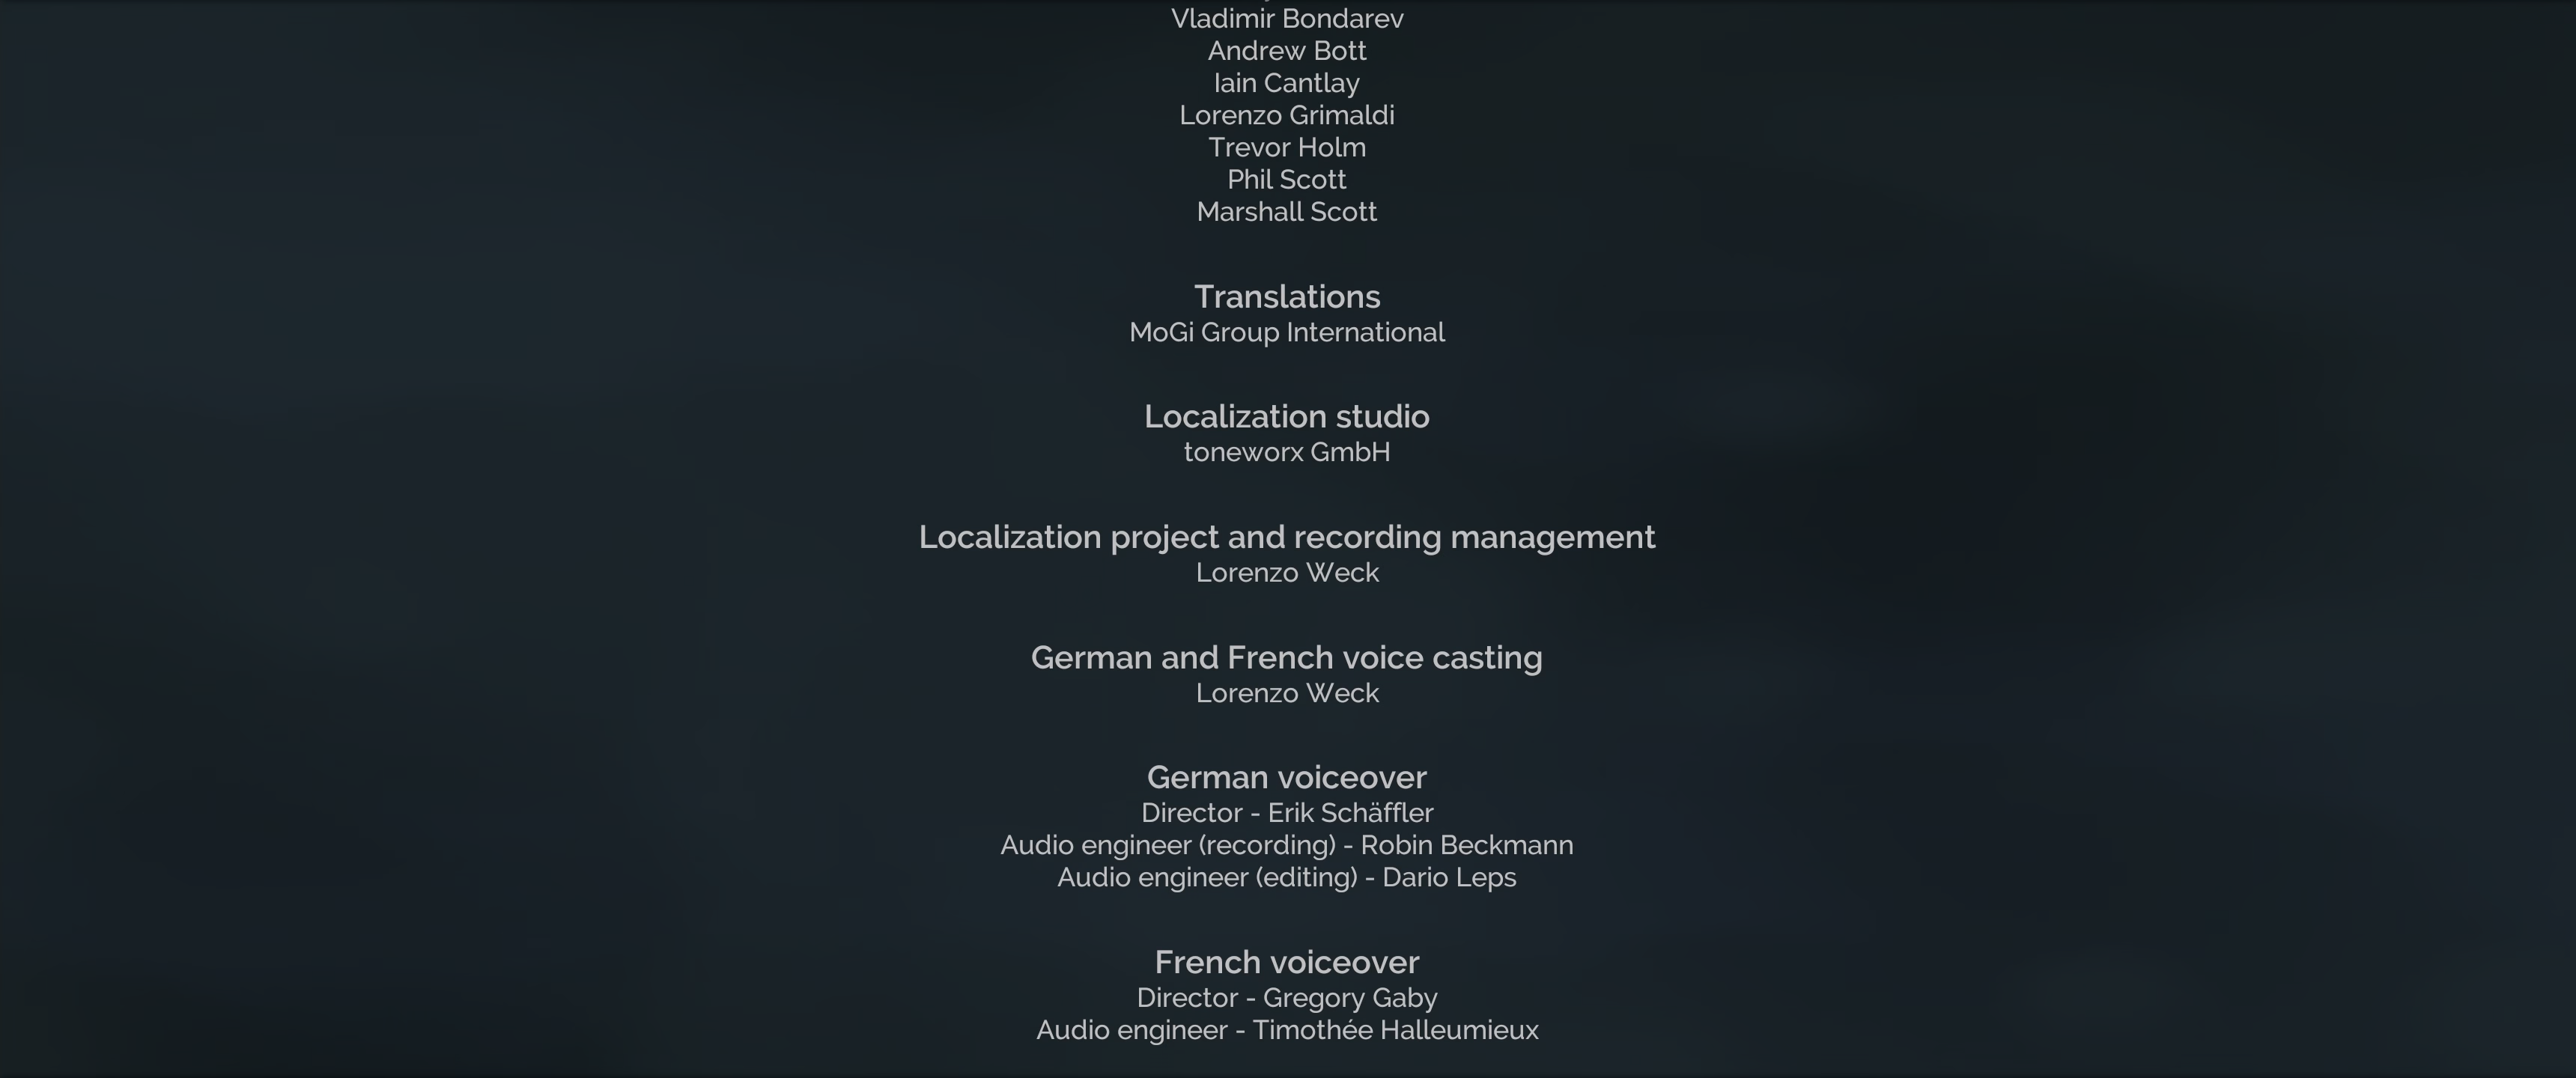 Vladimir Bondarev
Andrew Bott
Iain Cantlay
Lorenzo Grimaldi
Trevor Holm
Phil Scott
Marshall Scott
Translations
MoGi Group International
Localization studio
toneworx GmbH
Localization project and recording management
Lorenzo Weck
German and French voice casting
Lorenzo Weck
German voiceover
Director - Erik Schäffler
Audio engineer (recording) - Robin Beckmann
Audio engineer (editing) - Dario Leps
French voiceover
Director - Gregory Gaby
Audio engineer - Timothée Halleumieux